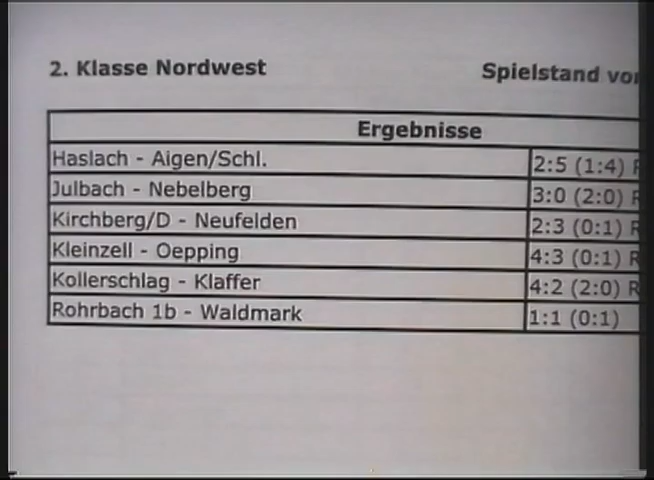 2. Klasse Nordwest Spielstand vo
Ergebnisse
Haslach - Aigen/Schl. 2:5 (1:4) R
Julbach - Nebelberg 3:0 (2:0) R
Kirchberg/D - Neufelden 2:3 (0:1) R
Kleinzell - Oepping 4:3 (0:1) R
Kollerschlag - Klaffer 4:2 (2:0) R
Rohrbach 1b - Waldmark 1:1 (0:1)